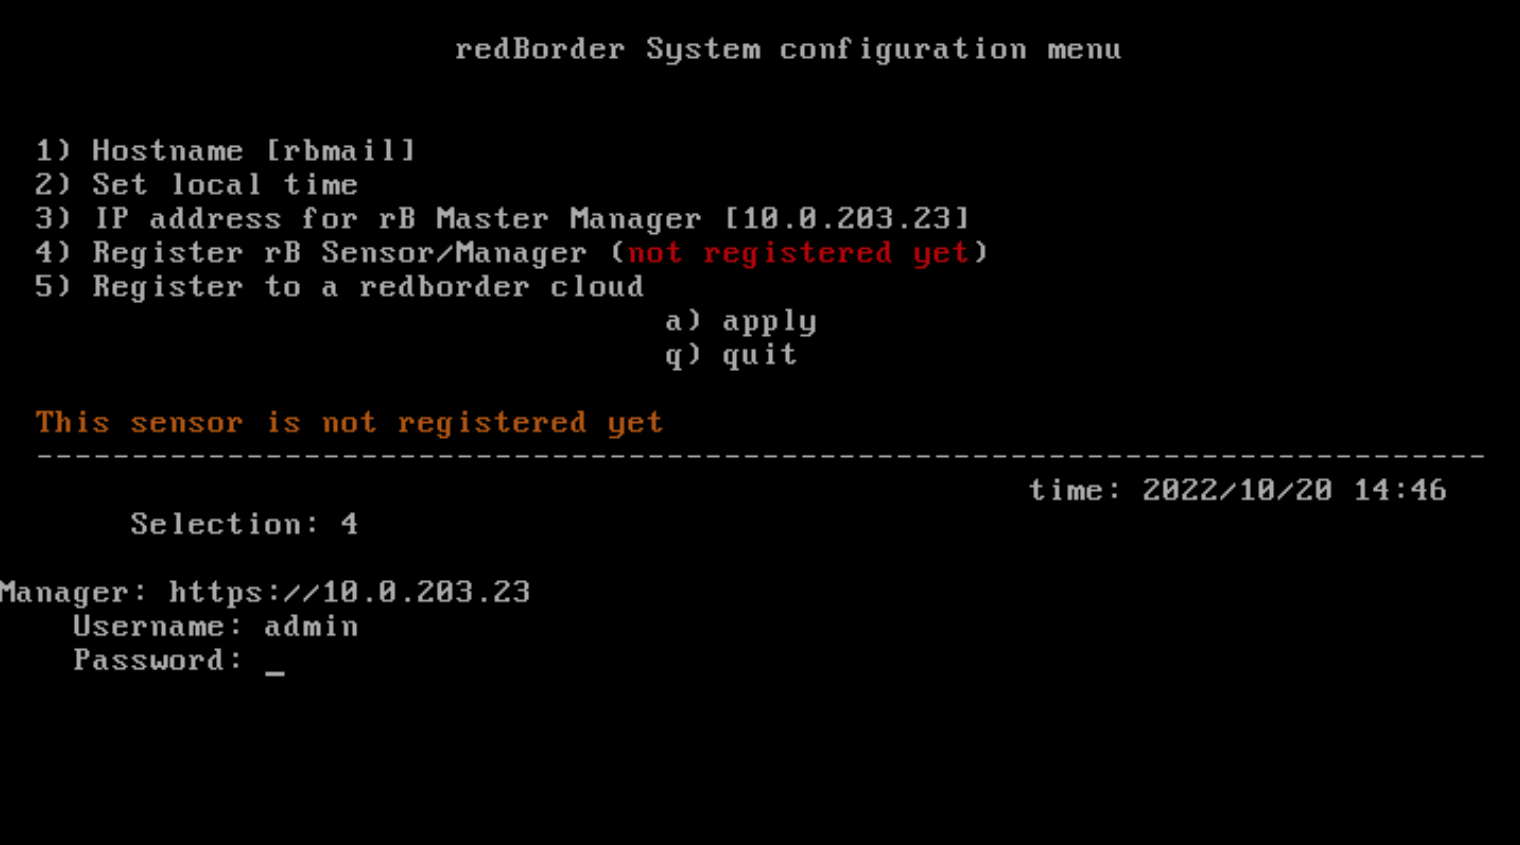 redBorder System configuration menu
1) Hostname [rbmail]
2) Set local time
3) IP address for rB Master Manager [10.0.203.23]
4) Register rB Sensor/Manager (not registered yet)
5) Register to a redborder cloud
a) apply
q) quit
This sensor is not registered yet
----------------------------------------------------------------------------
time: 2022/10/20 14:46
Selection: 4
Manager: https://10.0.203.23
Username: admin
Password: _